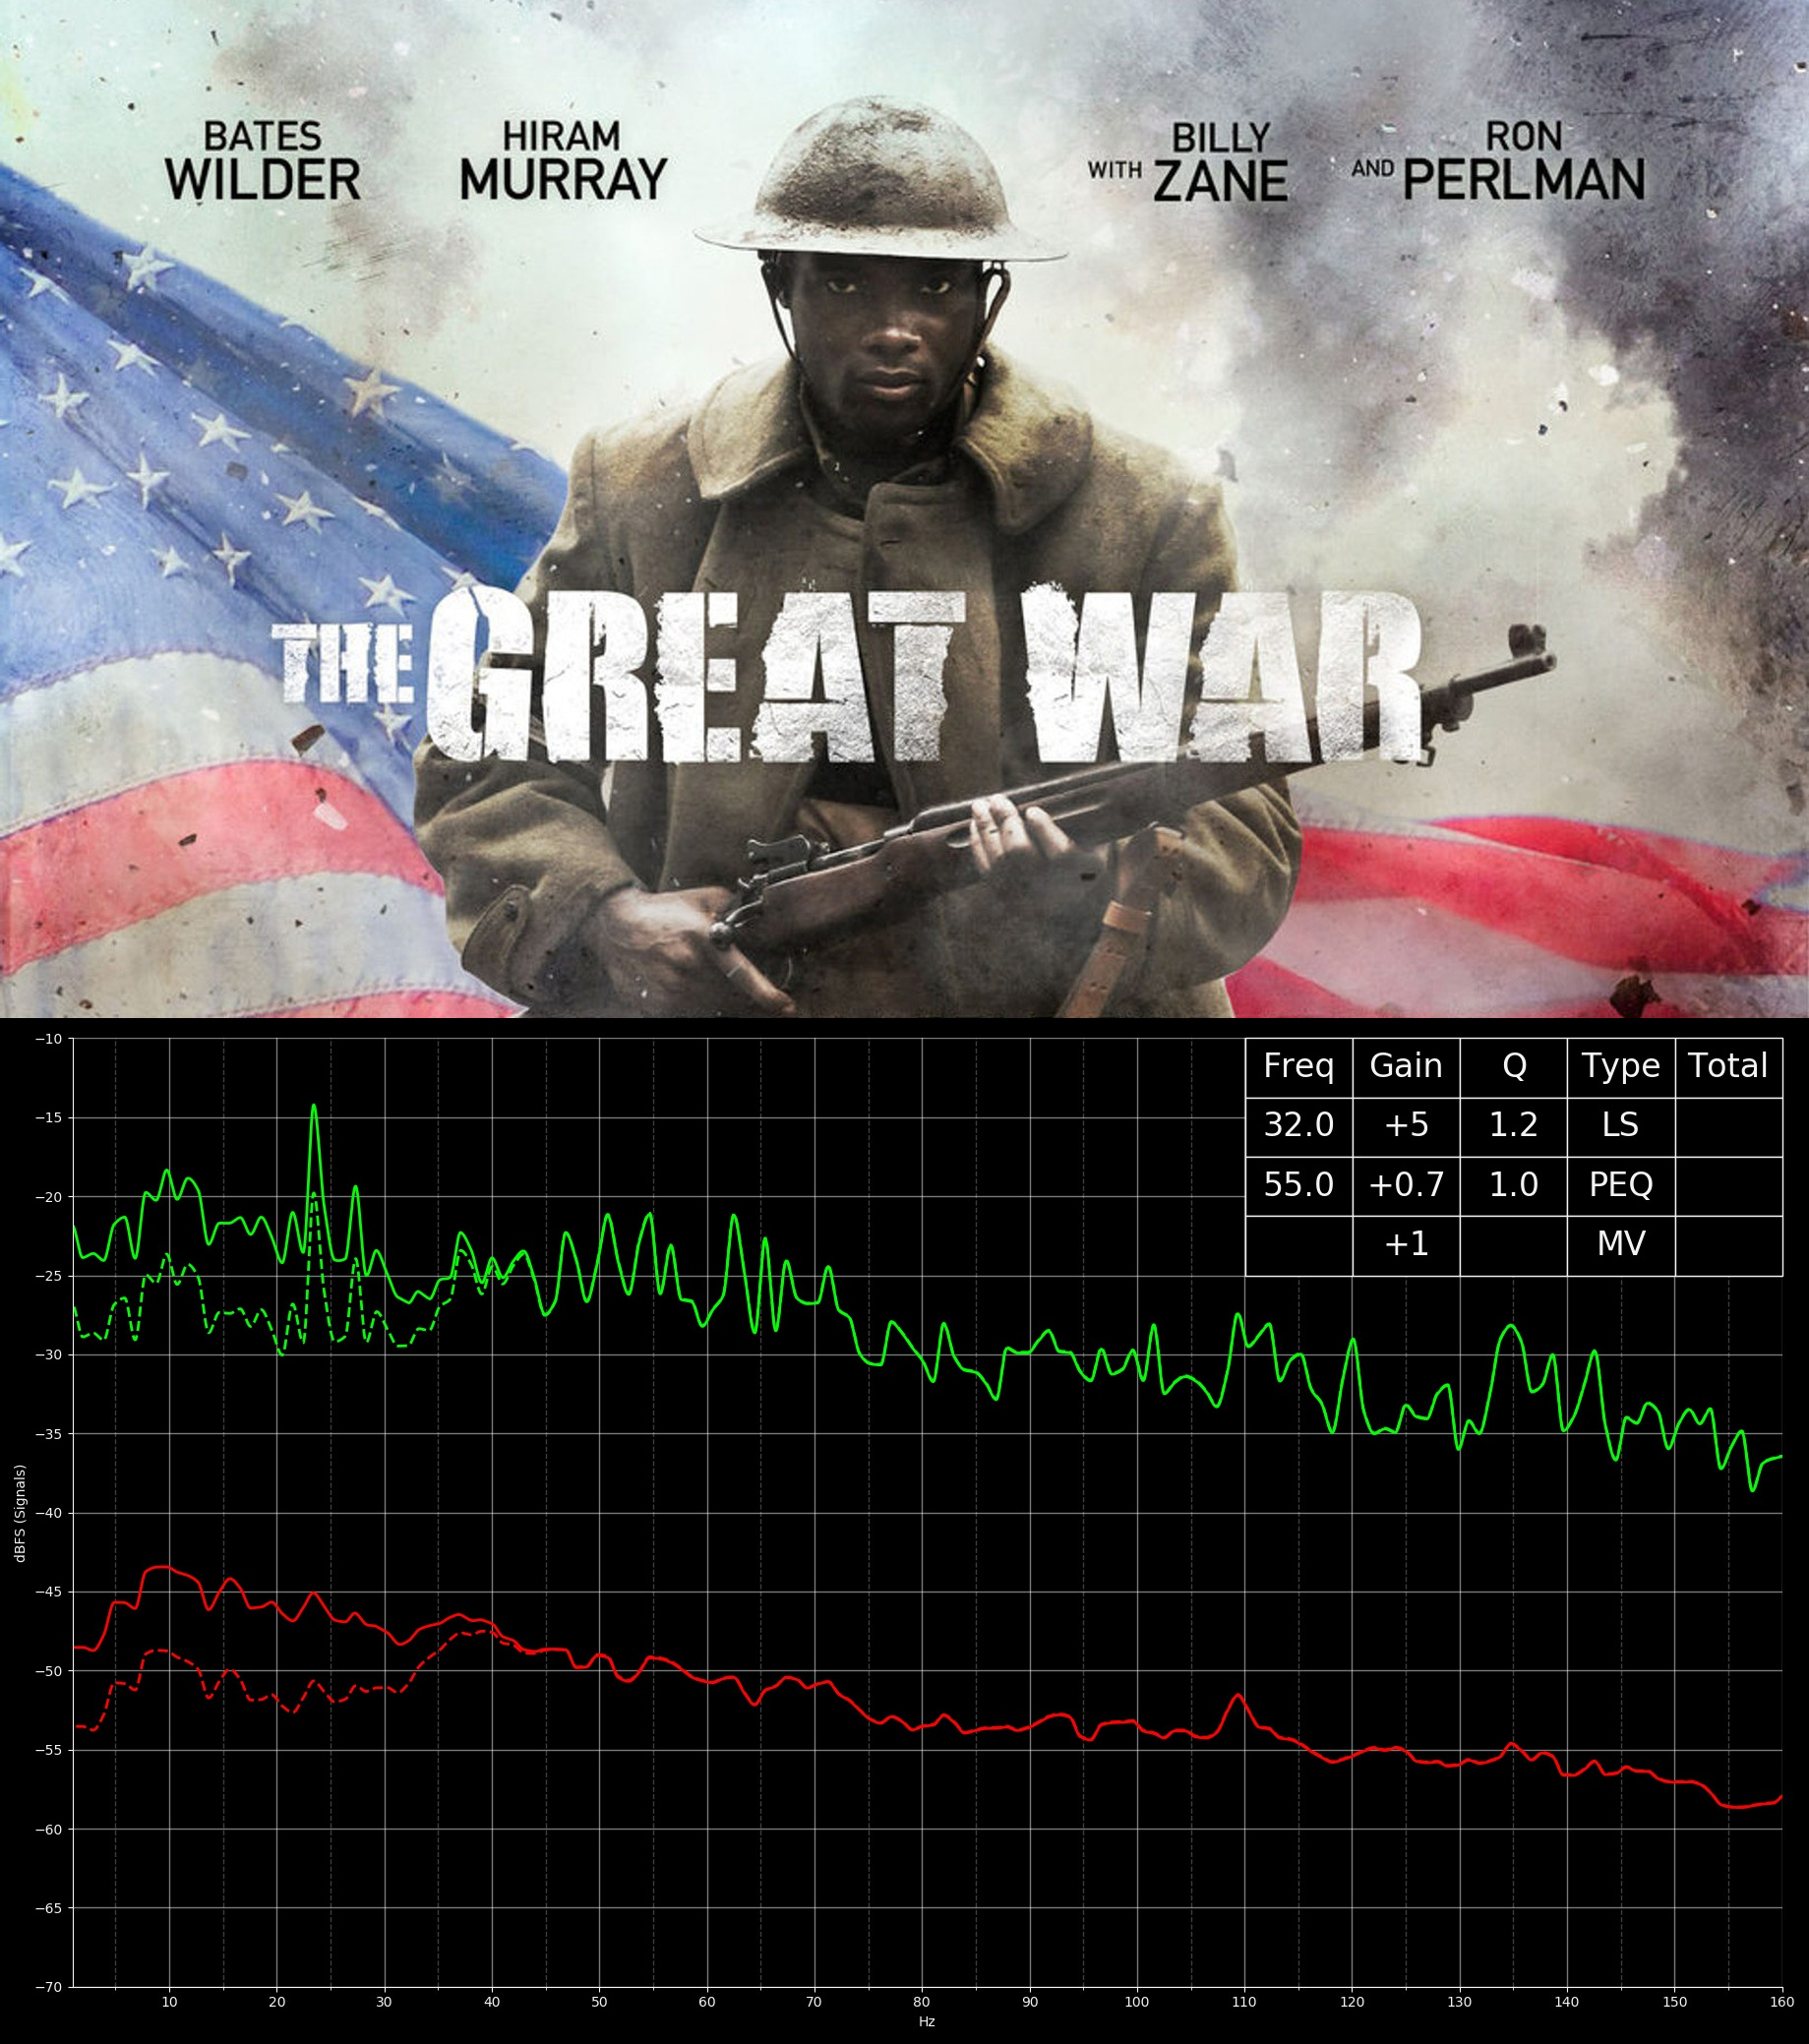 BATES
WILDER
HIRAM
MURRAY
WITH BILLY
ZANE
AND RON
PERLMAN
THE GREAT WAR
Freq Gain Q Type Total
32.0 +5 1.2 LS
55.0 +0.7 1.0 PEQ
+1 MV
−10
−15
−20
−25
−30
−35
−40
−45
−50
−55
−60
−65
−70
dBFS (Signals)
10 20 30 40 50 60 70 80 90 100 110 120 130 140 150 160
Hz